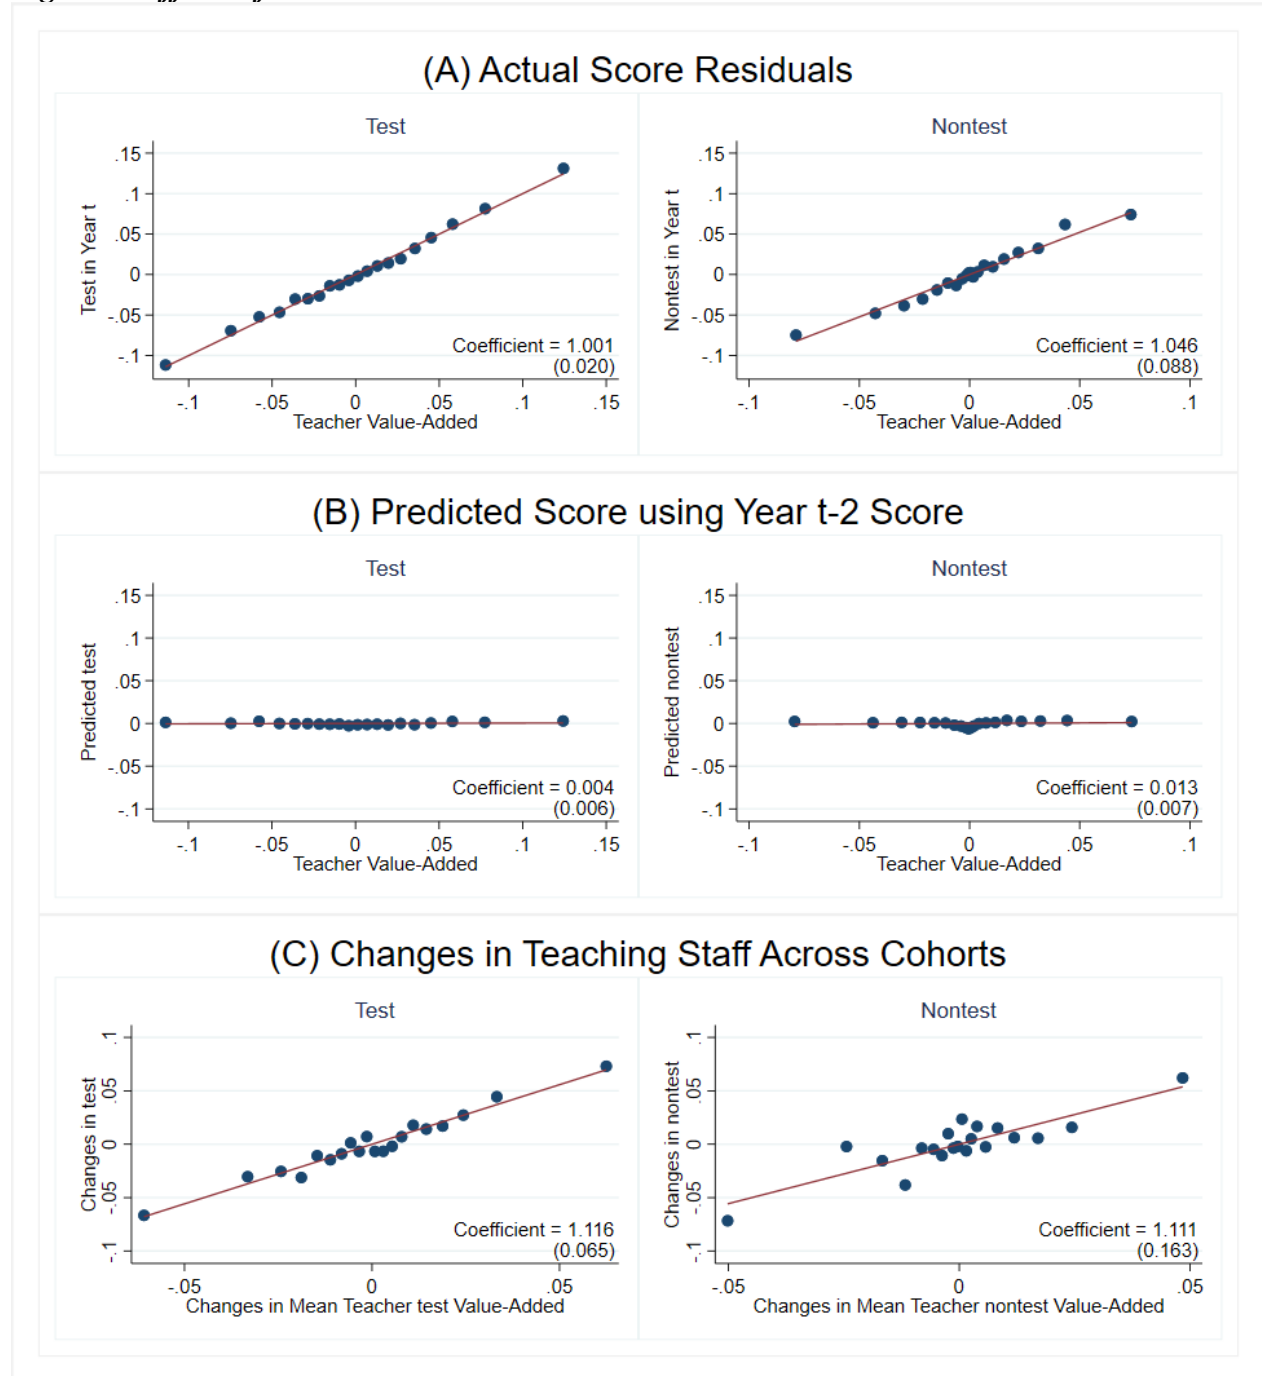 (A) Actual Score Residuals
Test
Nontest
Test in Year t
.15
.1
.05
0
-.05
-.1
Coefficient = 1.001
(0.020)
-.1 -.05 0 .05 .1 .15
Teacher Value-Added
Nontest in Year t
.15
.1
.05
0
-.05
-.1
Coefficient = 1.046
(0.088)
-.1 -.05 0 .05 .1
Teacher Value-Added
(B) Predicted Score using Year t-2 Score
Test
Nontest
Predicted test
.15
.1
.05
0
-.05
-.1
Coefficient = 0.004
(0.006)
-.1 -.05 0 .05 .1 .15
Teacher Value-Added
Predicted nontest
.15
.1
.05
0
-.05
-.1
Coefficient = 0.013
(0.007)
-.1 -.05 0 .05 .1
Teacher Value-Added
(C) Changes in Teaching Staff Across Cohorts
Test
Nontest
Changes in test
.1
.05
0
-.05
-.1
Coefficient = 1.116
(0.065)
-.05 0 .05
Changes in Mean Teacher test Value-Added
Changes in nontest
.1
.05
0
-.05
-.1
Coefficient = 1.111
(0.163)
-.05 0 .05
Changes in Mean Teacher nontest Value-Added